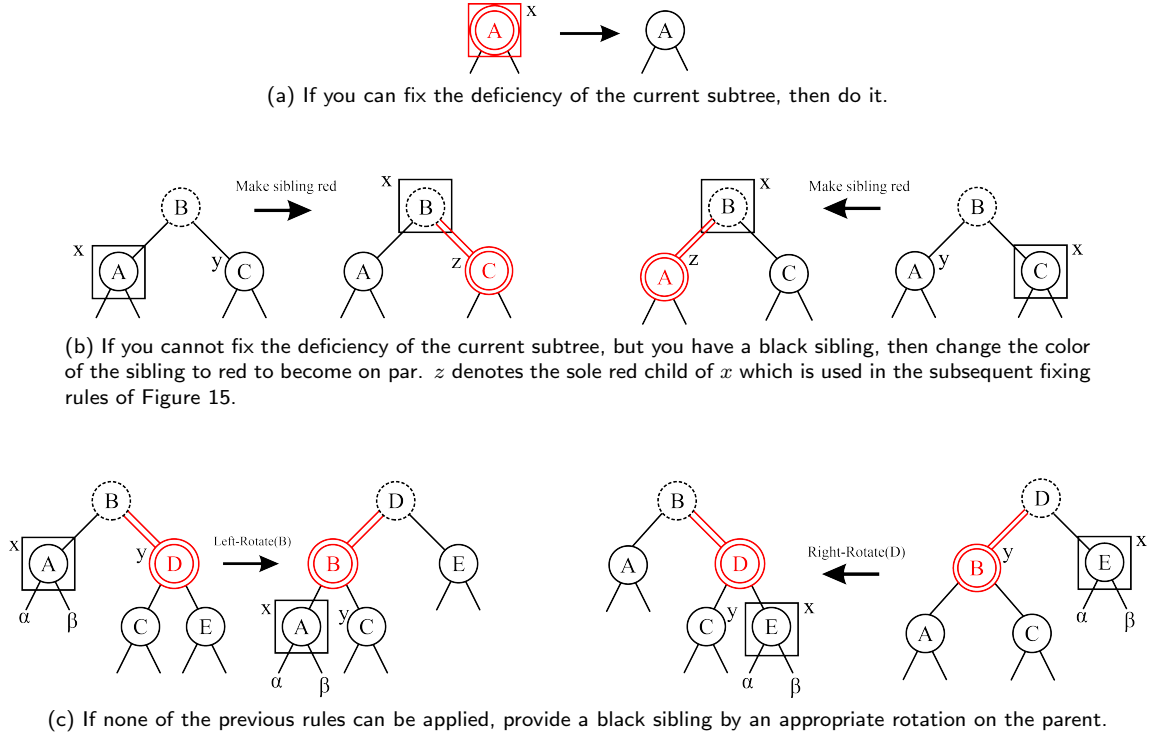 A x A
(a) If you can fix the deficiency of the current subtree, then do it.
B Make sibling red x B x B Make sibling red B
x A y C A z C A z C A y C x
(b) If you cannot fix the deficiency of the current subtree, but you have a black sibling, then change the color
of the sibling to red to become on par. z denotes the sole red child of x which is used in the subsequent fixing
rules of Figure 15.
B D B D
x A y D Left-Rotate(B) B E A D Right-Rotate(D) B y E x
α β C E x A y C C y E x A C α β
α β α β
(c) If none of the previous rules can be applied, provide a black sibling by an appropriate rotation on the parent.